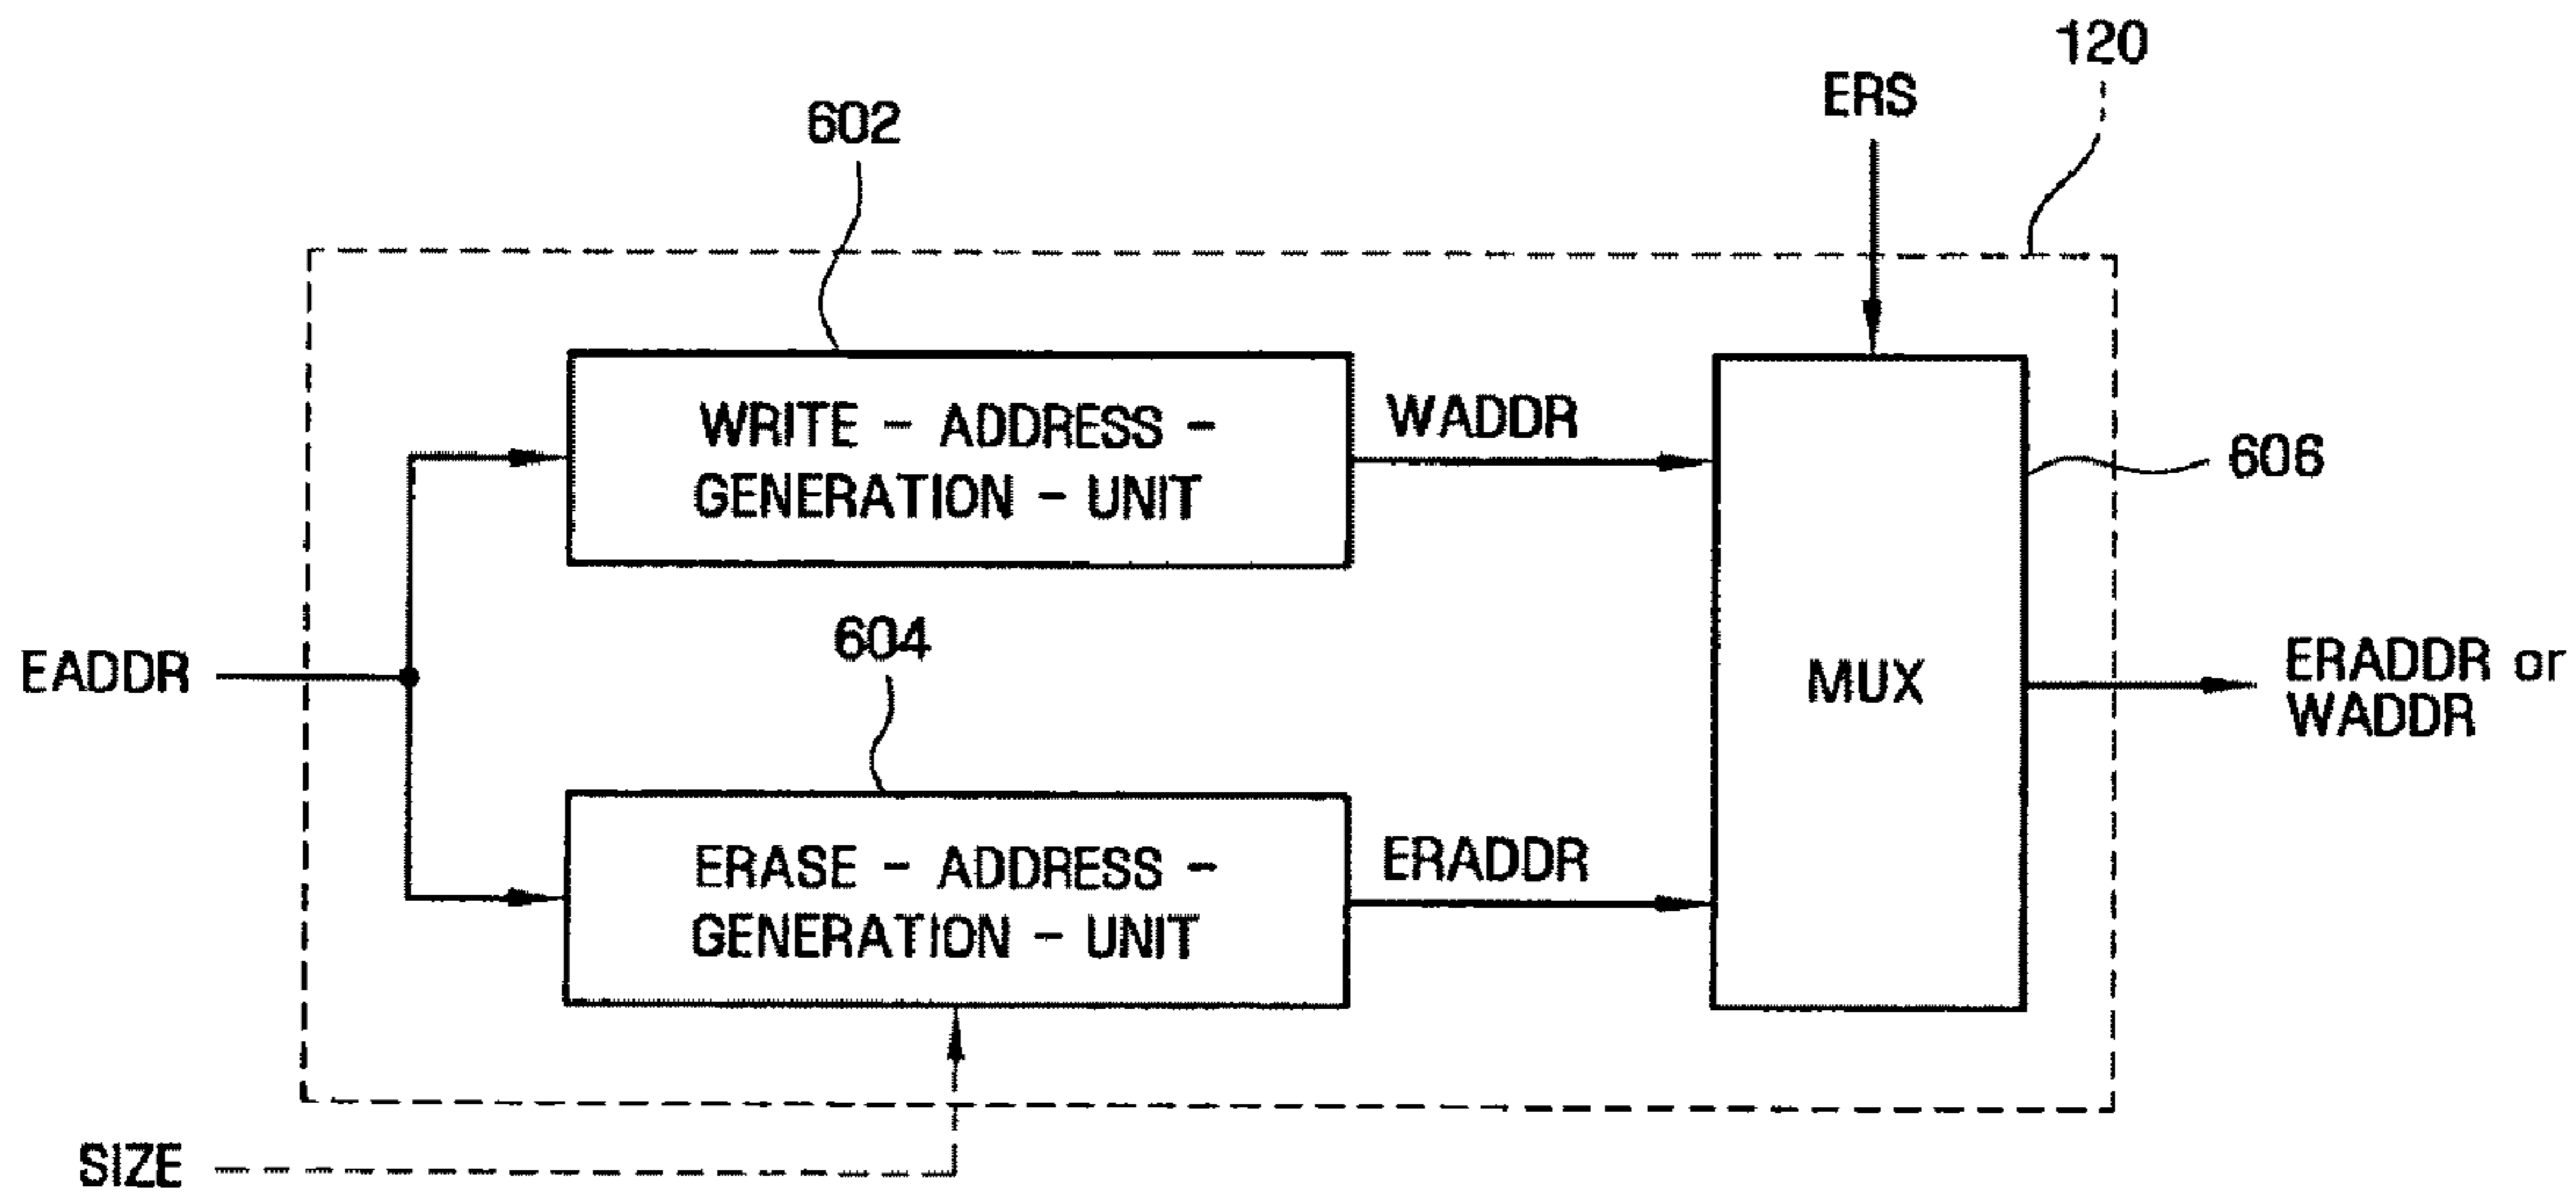 120
ERS
602
WRITE - ADDRESS -
GENERATION - UNIT
WADDR
606
604
EADDR
MUX
ERADDR or
WADDR
ERASE - ADDRESS -
GENERATION - UNIT
ERADDR
SIZE